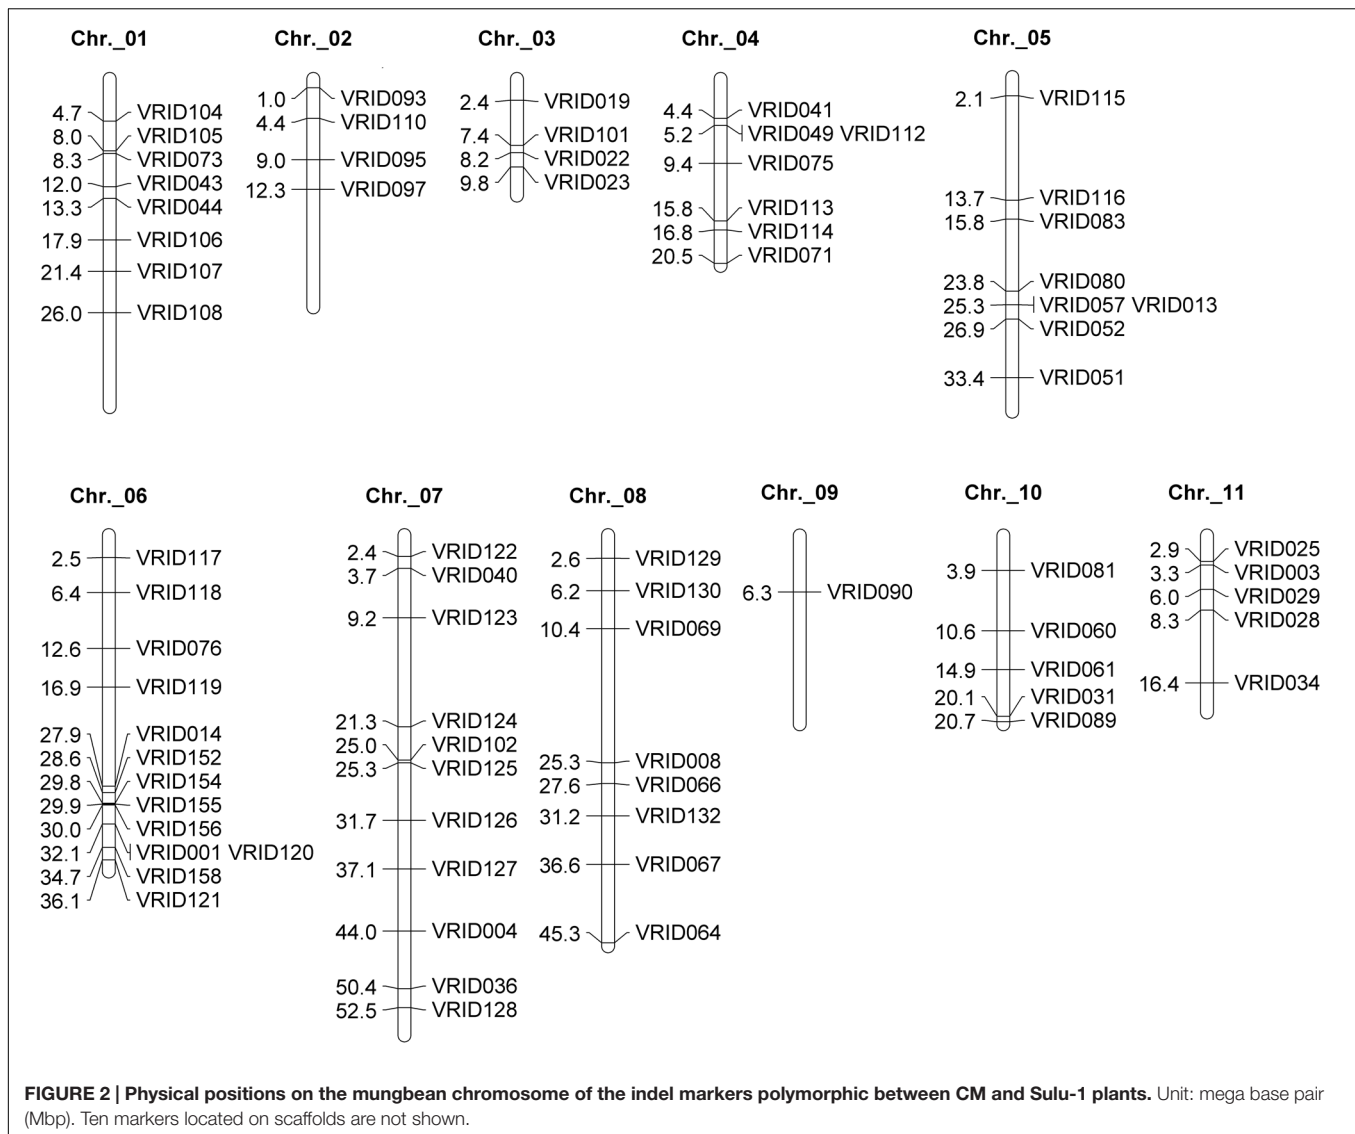 Chr._01
4.7 VRID104
8.0 VRID105
8.3 VRID073
12.0 VRID043
13.3 VRID044
17.9 VRID106
21.4 VRID107
26.0 VRID108
Chr._02
1.0 VRID093
4.4 VRID110
9.0 VRID095
12.3 VRID097
Chr._03
2.4 VRID019
7.4 VRID101
8.2 VRID022
9.8 VRID023
Chr._04
4.4 VRID041
5.2 VRID049 VRID112
9.4 VRID075
15.8 VRID113
16.8 VRID114
20.5 VRID071
Chr._05
2.1 VRID115
13.7 VRID116
15.8 VRID083
23.8 VRID080
25.3 VRID057 VRID013
26.9 VRID052
33.4 VRID051
Chr._06
2.5 VRID117
6.4 VRID118
12.6 VRID076
16.9 VRID119
27.9 VRID014
28.6 VRID152
29.8 VRID154
29.9 VRID155
30.0 VRID156
32.1 VRID001 VRID120
34.7 VRID158
36.1 VRID121
Chr._07
2.4 VRID122
3.7 VRID040
9.2 VRID123
21.3 VRID124
25.0 VRID102
25.3 VRID125
31.7 VRID126
37.1 VRID127
44.0 VRID004
50.4 VRID036
52.5 VRID128
Chr._08
2.6 VRID129
6.2 VRID130
10.4 VRID069
25.3 VRID008
27.6 VRID066
31.2 VRID132
36.6 VRID067
45.3 VRID064
Chr._09
6.3 VRID090
Chr._10
3.9 VRID081
10.6 VRID060
14.9 VRID061
20.1 VRID031
20.7 VRID089
Chr._11
2.9 VRID025
3.3 VRID003
6.0 VRID029
8.3 VRID028
16.4 VRID034
FIGURE 2 | Physical positions on the mungbean chromosome of the indel markers polymorphic between CM and Sulu-1 plants. Unit: mega base pair
(Mbp). Ten markers located on scaffolds are not shown.